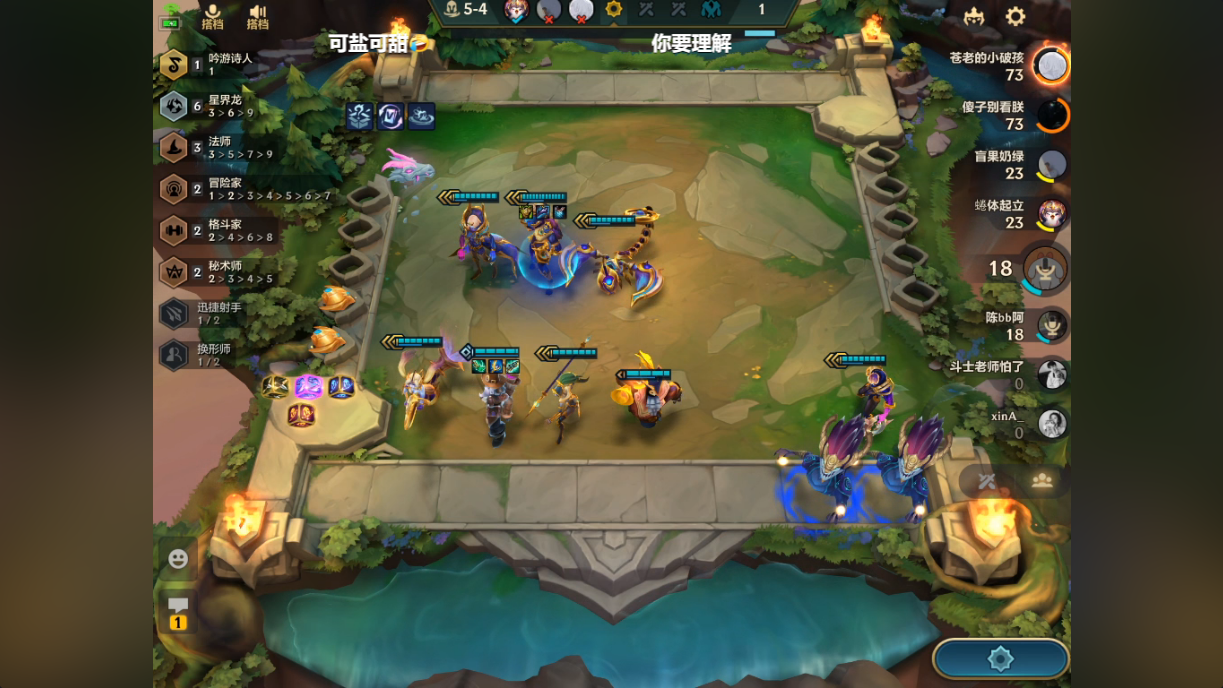 搭档
搭档
5-4
1
可盐可甜
你要理解
1 吟游诗人
1
6 星界龙
3 > 6 > 9
3 法师
3 > 5 > 7 > 9
2 冒险家
1 > 2 > 3 > 4 > 5 > 6 > 7
2 格斗家
2 > 4 > 6 > 8
2 秘术师
2 > 3 > 4 > 5
迅捷射手
1 / 2
换形师
1 / 2
苍老的小破孩
73
傻子别看朕
73
盲果奶绿
23
蜷体起立
23
18
陈bb阿
18
斗士老师怕了
0
xinA_
0
1